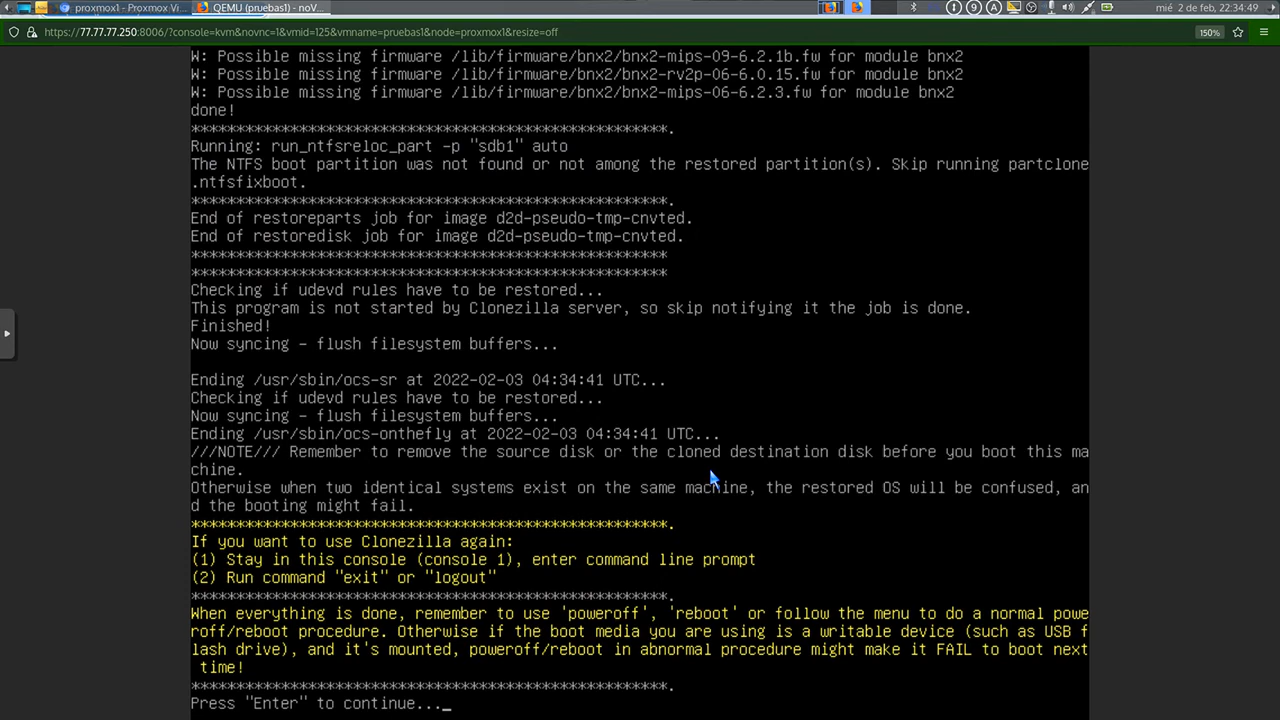 proxmox1 - Proxmox Vi...
QEMU (pruebas1) - noV...
mié 2 de feb, 22:34:49
https://77.77.77.250:8006/?console=kvm&novnc=1&vmid=125&vmname=pruebas1&node=proxmox1&resize=off
150%
W: Possible missing firmware /lib/firmware/bnx2/bnx2-mips-09-6.2.1b.fw for module bnx2
W: Possible missing firmware /lib/firmware/bnx2/bnx2-rv2p-06-6.0.15.fw for module bnx2
W: Possible missing firmware /lib/firmware/bnx2/bnx2-mips-06-6.2.3.fw for module bnx2
done!
*****************************************************.
Running: run_ntfsreloc_part -p "sdb1" auto
The NTFS boot partition was not found or not among the restored partition(s). Skip running partclone
.ntfsfixboot.
*****************************************************.
End of restoreparts job for image d2d-pseudo-tmp-cnvted.
End of restoredisk job for image d2d-pseudo-tmp-cnvted.
*****************************************************
*****************************************************
Checking if udevd rules have to be restored...
This program is not started by Clonezilla server, so skip notifying it the job is done.
Finished!
Now syncing - flush filesystem buffers...
Ending /usr/sbin/ocs-sr at 2022-02-03 04:34:41 UTC...
Checking if udevd rules have to be restored...
Now syncing - flush filesystem buffers...
Ending /usr/sbin/ocs-onthefly at 2022-02-03 04:34:41 UTC...
///NOTE/// Remember to remove the source disk or the cloned destination disk before you boot this ma
chine.
Otherwise when two identical systems exist on the same machine, the restored OS will be confused, an
d the booting might fail.
*****************************************************.
If you want to use Clonezilla again:
(1) Stay in this console (console 1), enter command line prompt
(2) Run command "exit" or "logout"
*****************************************************.
When everything is done, remember to use 'poweroff', 'reboot' or follow the menu to do a normal powe
roff/reboot procedure. Otherwise if the boot media you are using is a writable device (such as USB f
lash drive), and it's mounted, poweroff/reboot in abnormal procedure might make it FAIL to boot next
time!
*****************************************************.
Press "Enter" to continue..._